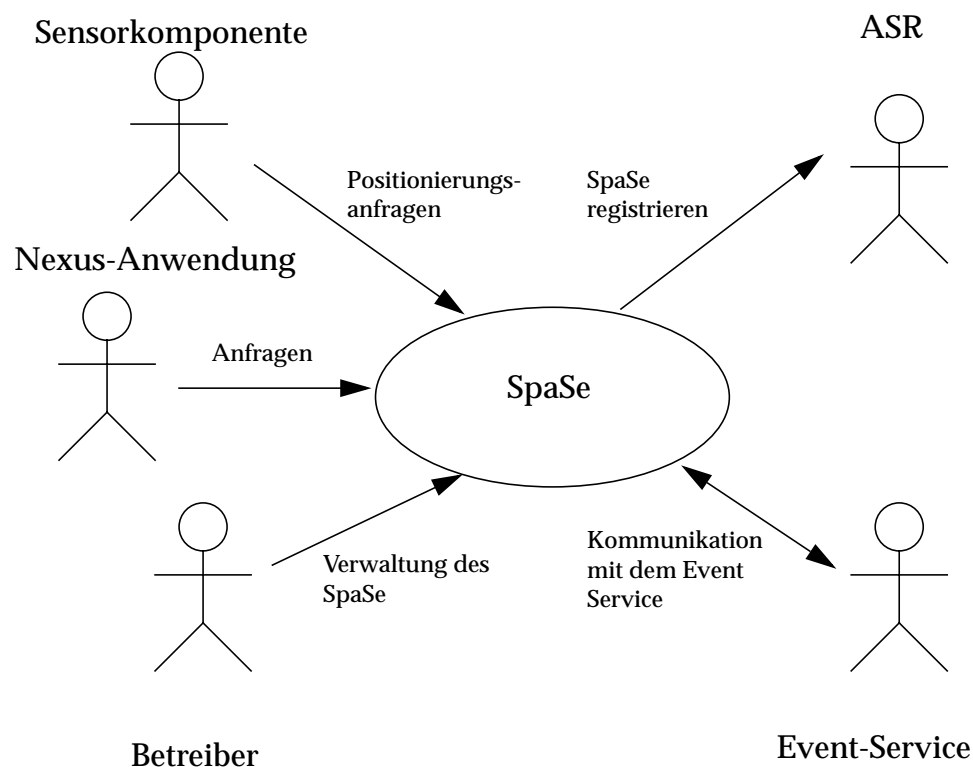 Sensorkomponente
ASR
Positionierungs-
anfragen
SpaSe
registrieren
Nexus-Anwendung
Anfragen
SpaSe
Verwaltung des
SpaSe
Kommunikation
mit dem Event
Service
Betreiber
Event-Service